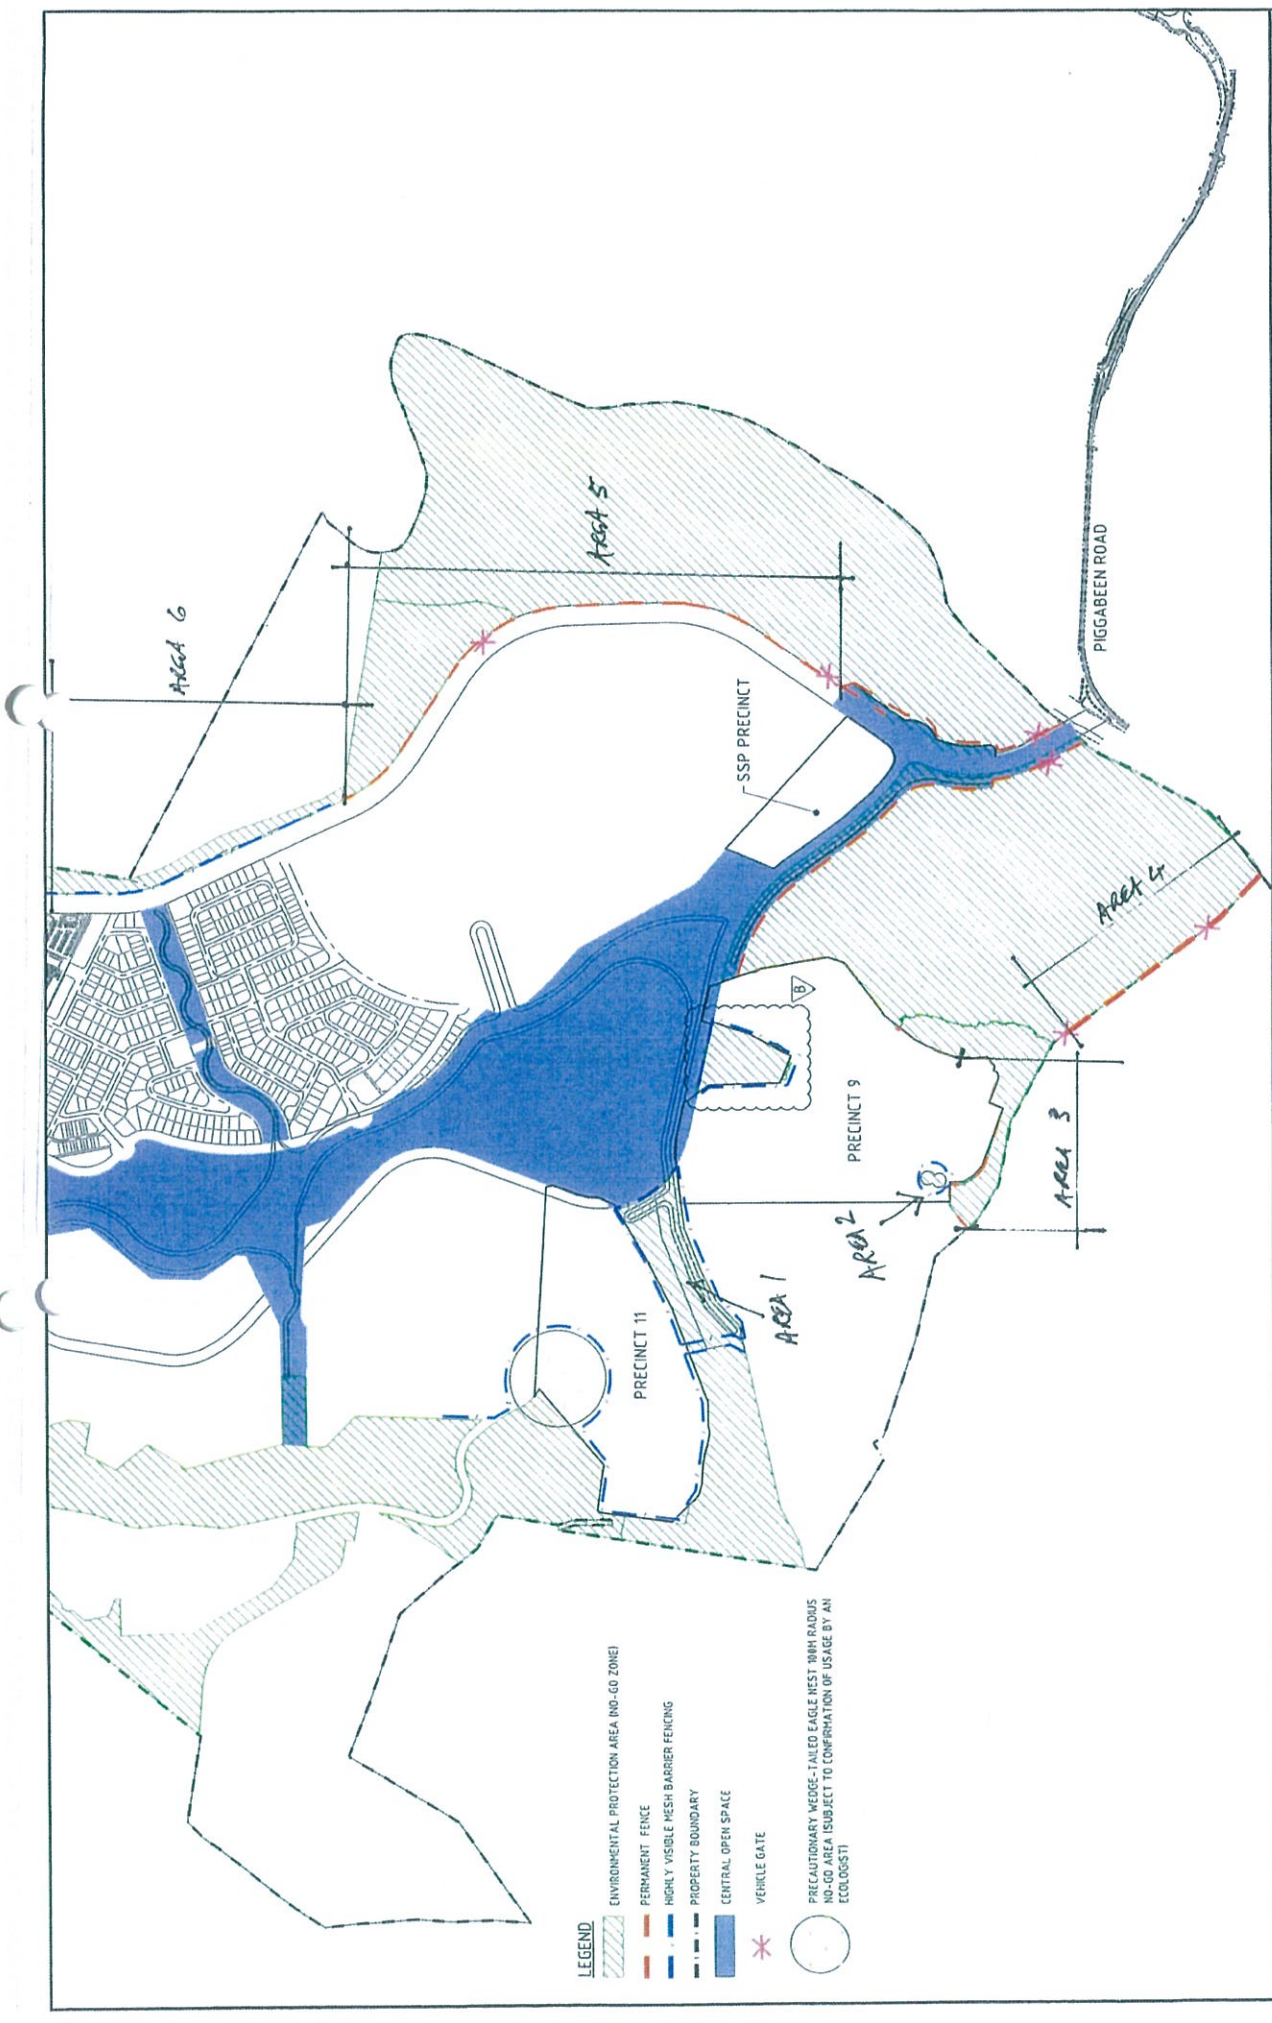 AREA 6
AREA 5
PIGGABEEN ROAD
SSP PRECINCT
AREA 4
B
PRECINCT 9
AREA 3
AREA 2
AREA 1
PRECINCT 11
LEGEND
ENVIRONMENTAL PROTECTION AREA (NO-GO ZONE)
PERMANENT FENCE
HIGHLY VISIBLE MESH BARRIER FENCING
PROPERTY BOUNDARY
CENTRAL OPEN SPACE
VEHICLE GATE
PRECAUTIONARY WEDGE-TAILED EAGLE NEST 100M RADIUS
NO-GO AREA (SUBJECT TO CONFIRMATION OF USAGE BY AN
ECOLOGIST)